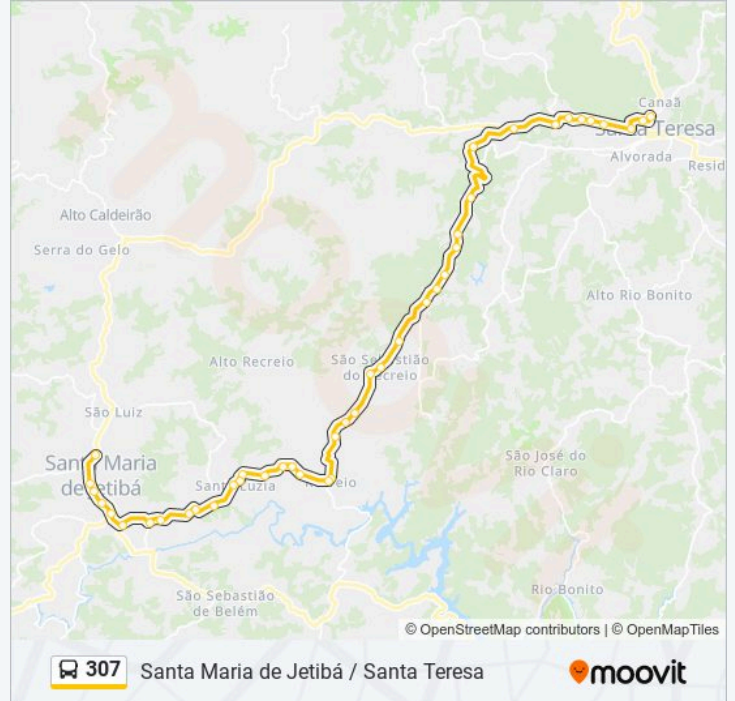 Canaã
Santa Teresa
Alvorada
Resid
Alto Caldeirão
Serra do Gelo
Alto Rio Bonito
Alto Recreio
São Sebastião
do Recreio
São Luiz
Santa Maria
de Jetibá
Santa Luzia
Recreio
São José do
Rio Claro
São Sebastião
de Belém
Rio Bonito
© OpenStreetMap contributors | © OpenMapTiles
307 Santa Maria de Jetibá / Santa Teresa
moovit